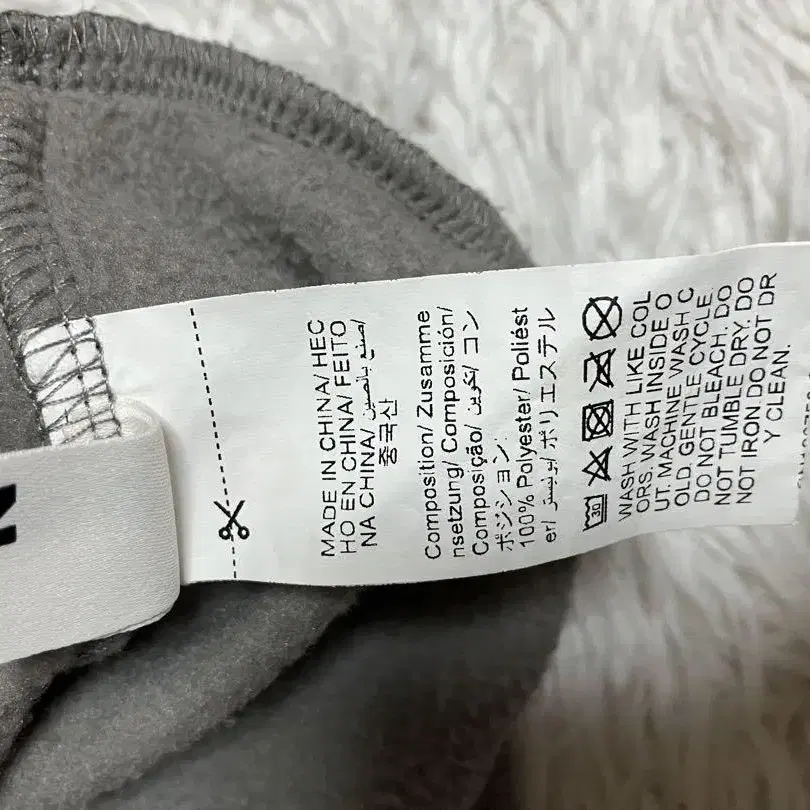 MADE IN CHINA/ HEC
HO EN CHINA/ FEITO
NA CHINA/ صنع بالصين/
중국산
Composition/ Zusamme
nsetzung/ Composición/
Composição/ تكوين/ コン
ポジション:
100% Polyester/ Poliést
er/ بوليستر/ ポリエステル
30
WASH WITH LIKE COL
ORS. WASH INSIDE O
UT. MACHINE WASH C
OLD. GENTLE CYCLE.
DO NOT BLEACH. DO
NOT TUMBLE DRY. DO
NOT IRON DO NOT DR
Y CLEAN.